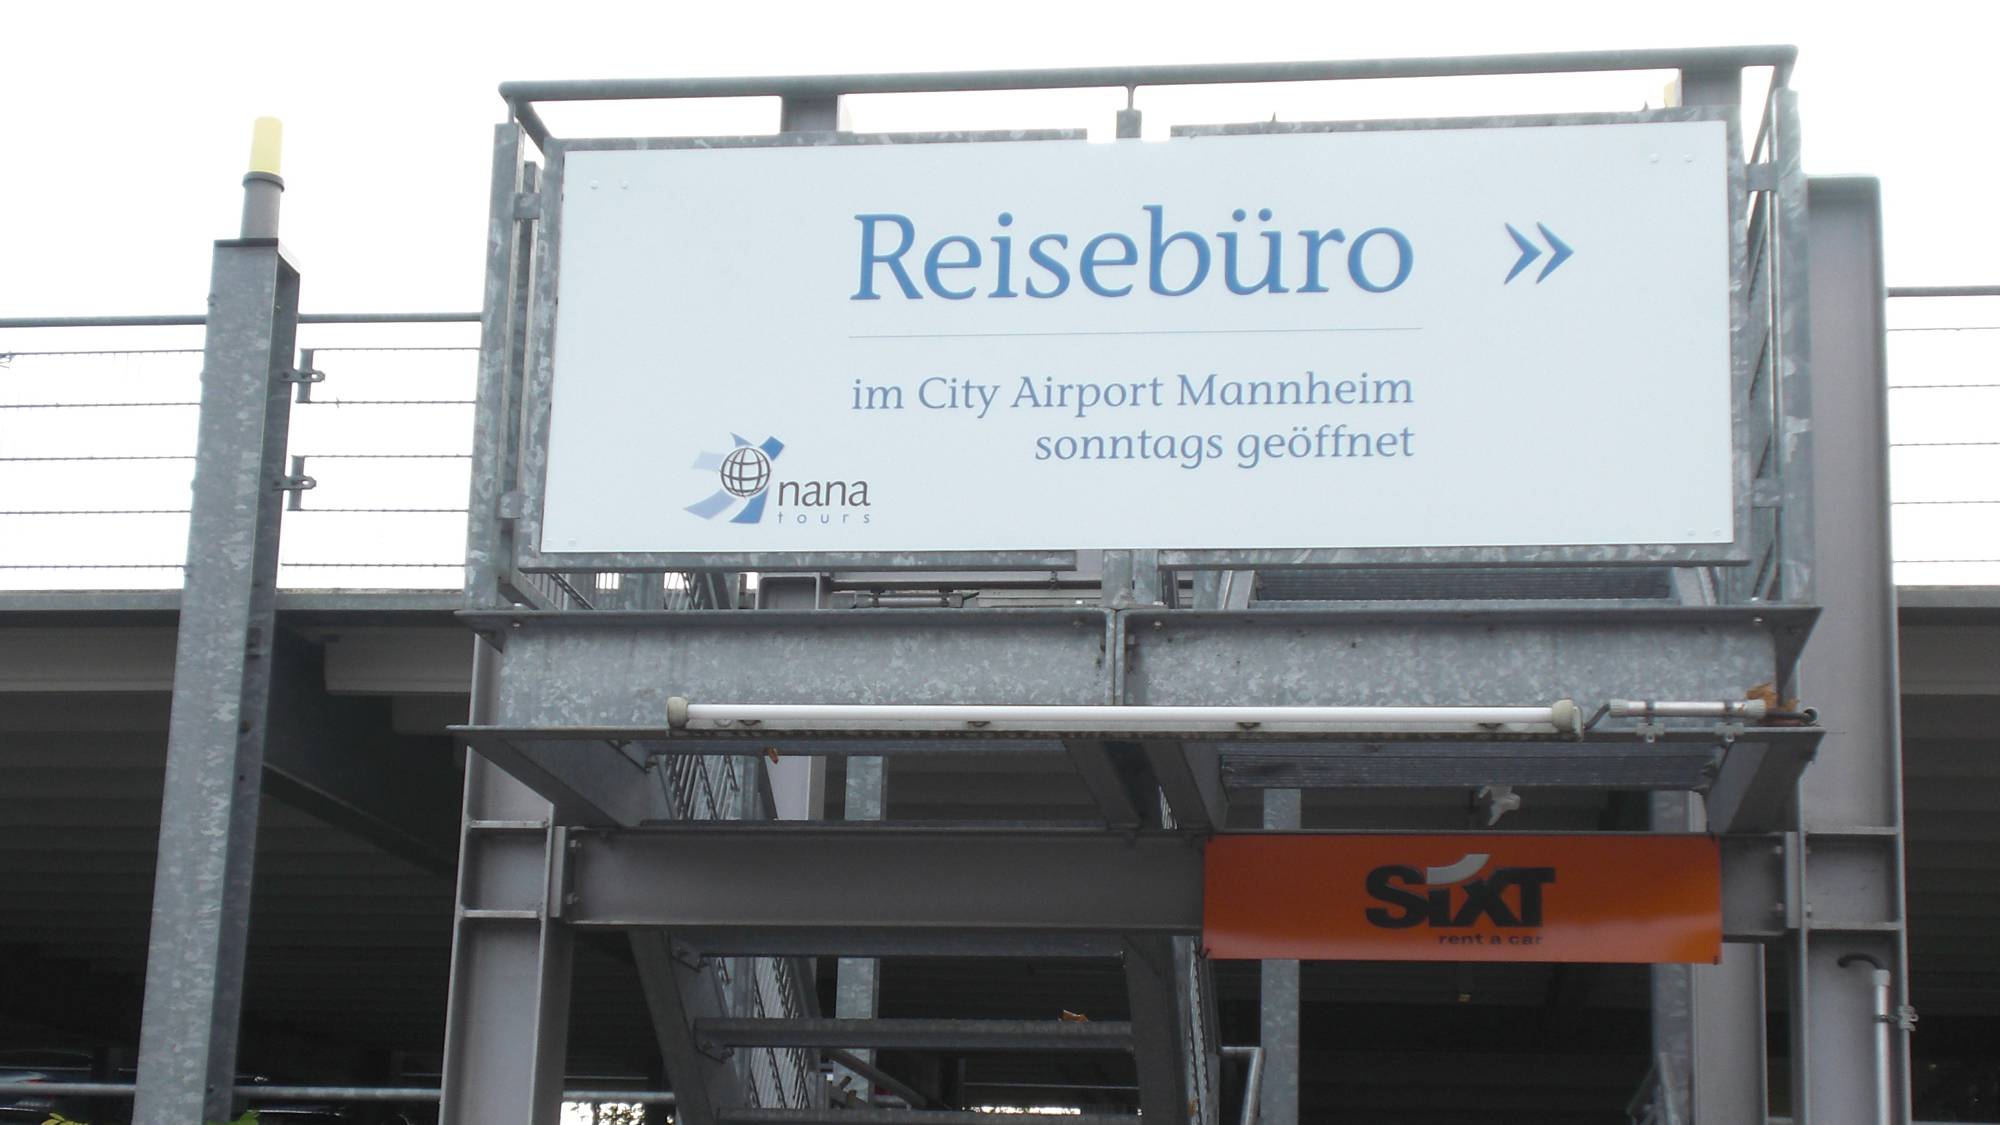 Reisebüro »
im City Airport Mannheim
sonntags geöffnet
nana
tours
SIXT
rent a car